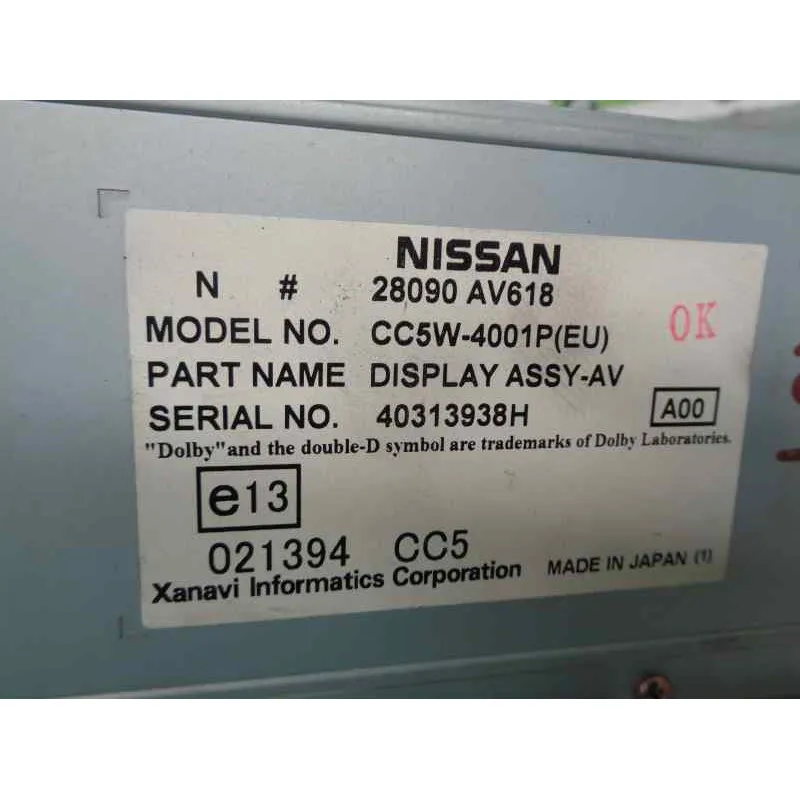 NISSAN
N # 28090 AV618
MODEL NO. CC5W-4001P(EU)
OK
PART NAME DISPLAY ASSY-AV
SERIAL NO. 40313938H
A00
"Dolby"and the double-D symbol are trademarks of Dolby Laboratories.
e13
021394 CC5
Xanavi Informatics Corporation MADE IN JAPAN (1)